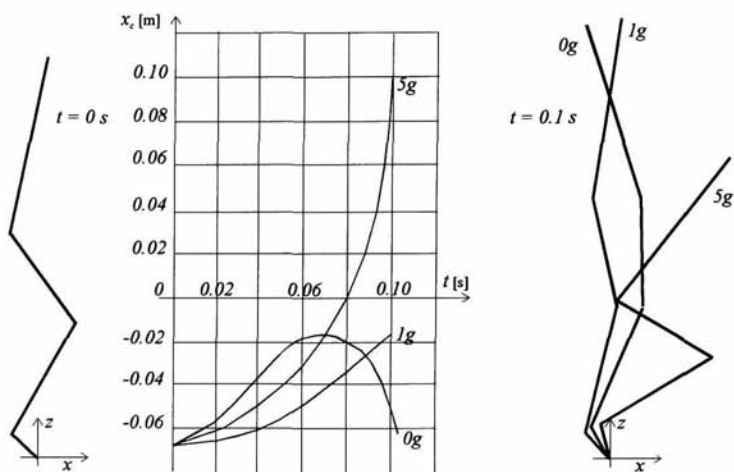 t = 0 s
z
x
x_c [m]
0.10
0.08
0.06
0.04
0.02
0
0.02
0.06
0.10
t [s]
-0.02
-0.04
-0.06
5g
1g
0g
0g
1g
t = 0.1 s
5g
z
x